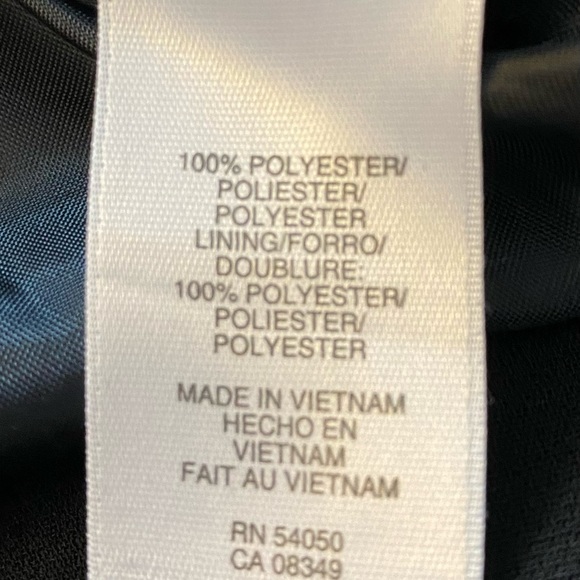 100% POLYESTER/
POLIESTER/
POLYESTER
LINING/FORRO/
DOUBLURE:
100% POLYESTER/
POLIESTER/
POLYESTER
MADE IN VIETNAM
HECHO EN
VIETNAM
FAIT AU VIETNAM
RN 54050
CA 08349